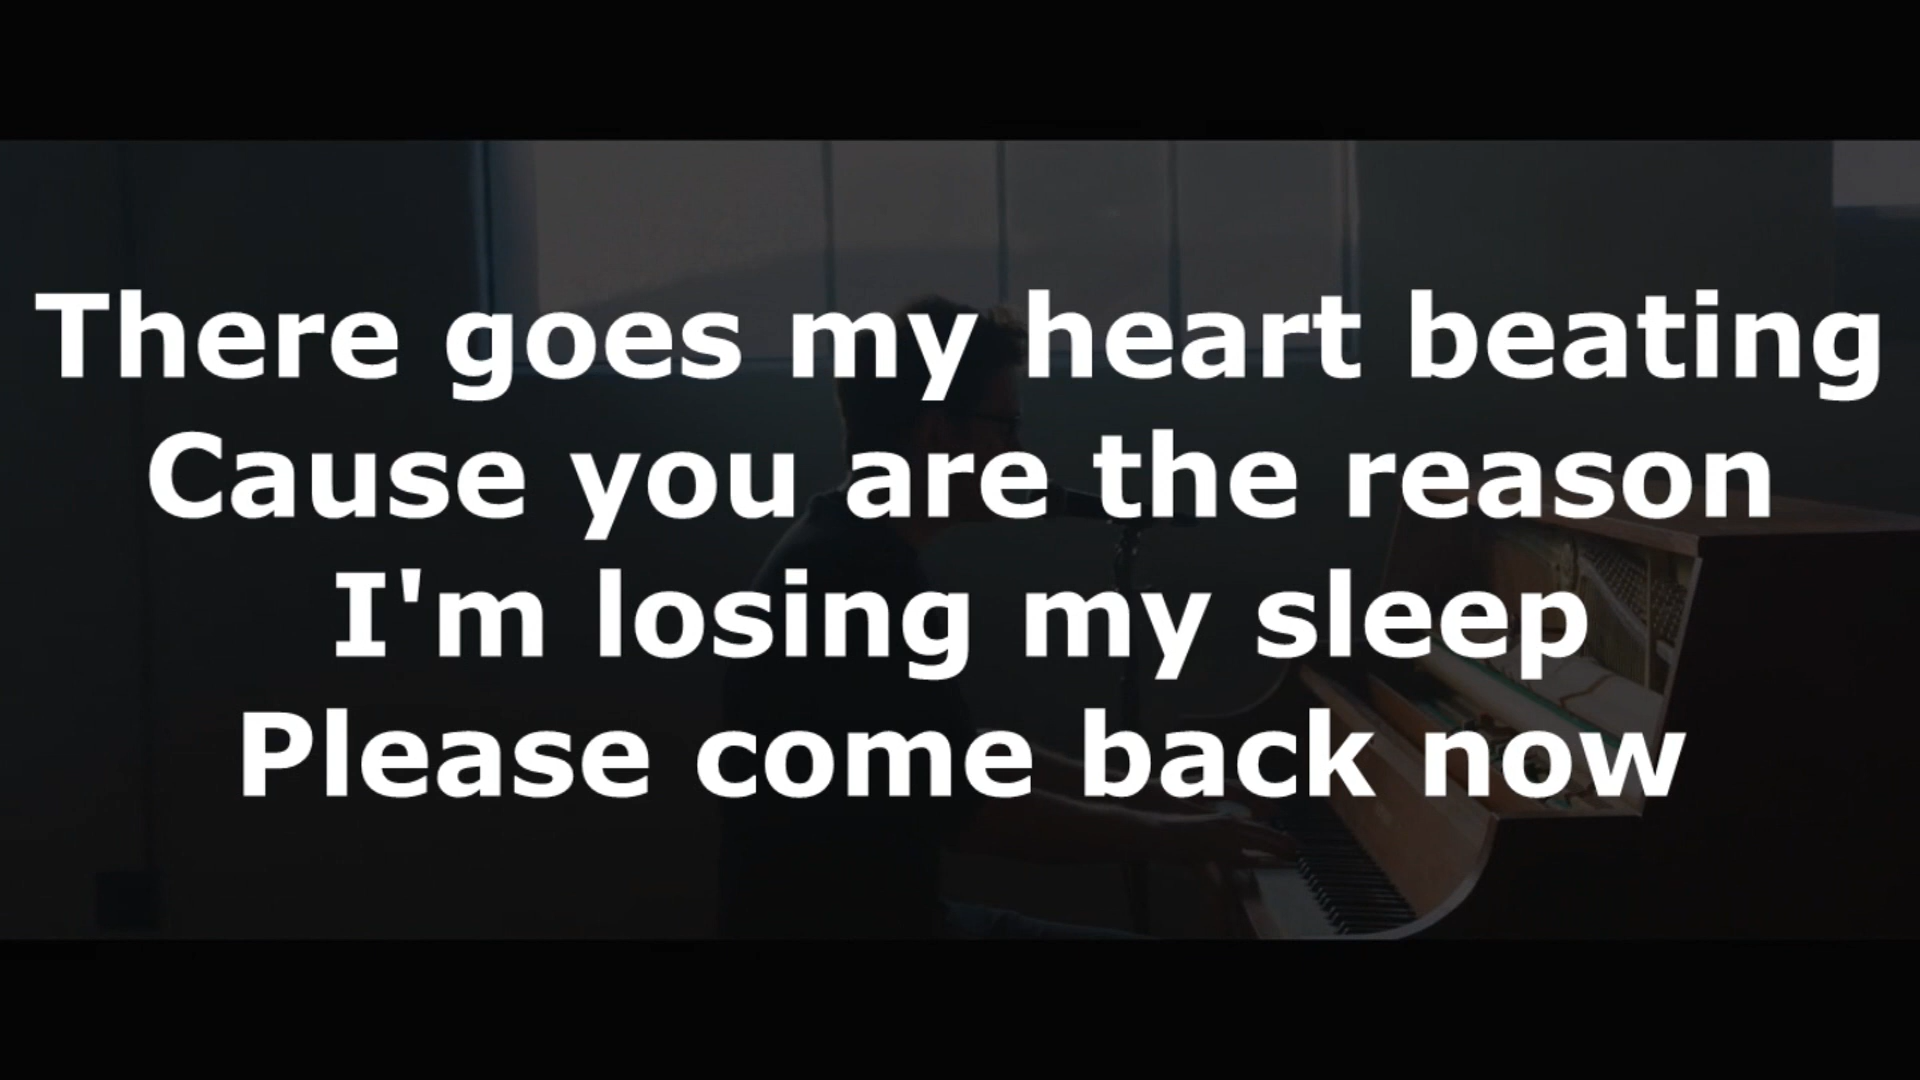 There goes my heart beating
Cause you are the reason
I'm losing my sleep
Please come back now